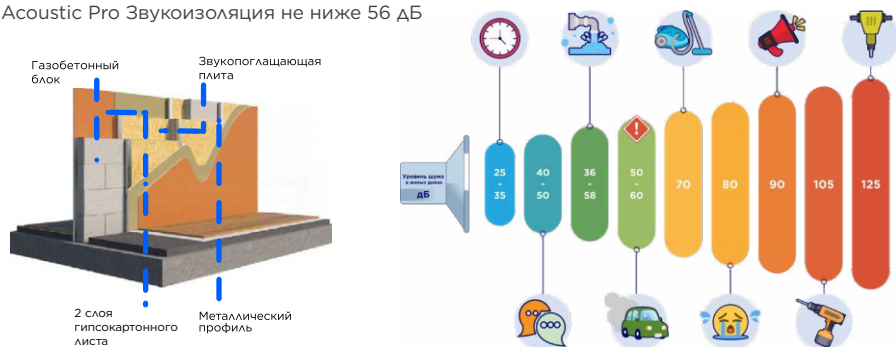 Acoustic Pro Звукоизоляция не ниже 56 дБ
Газобетонный
блок
Звукопоглащающая
плита
2 слоя
гипсокартонного
листа
Металлический
профиль
Уровень шума
в жилых домах
дБ
25
-
35
40
-
50
36
-
58
50
-
60
70
80
90
105
125